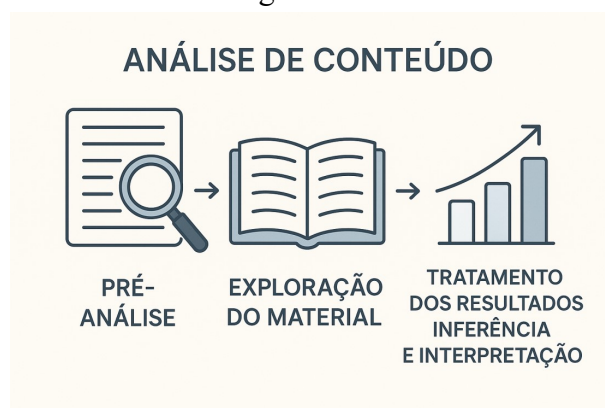 ANÁLISE DE CONTEÚDO
PRÉ-
ANÁLISE
EXPLORAÇÃO
DO MATERIAL
TRATAMENTO
DOS RESULTADOS
INFERÊNCIA
E INTERPRETAÇÃO